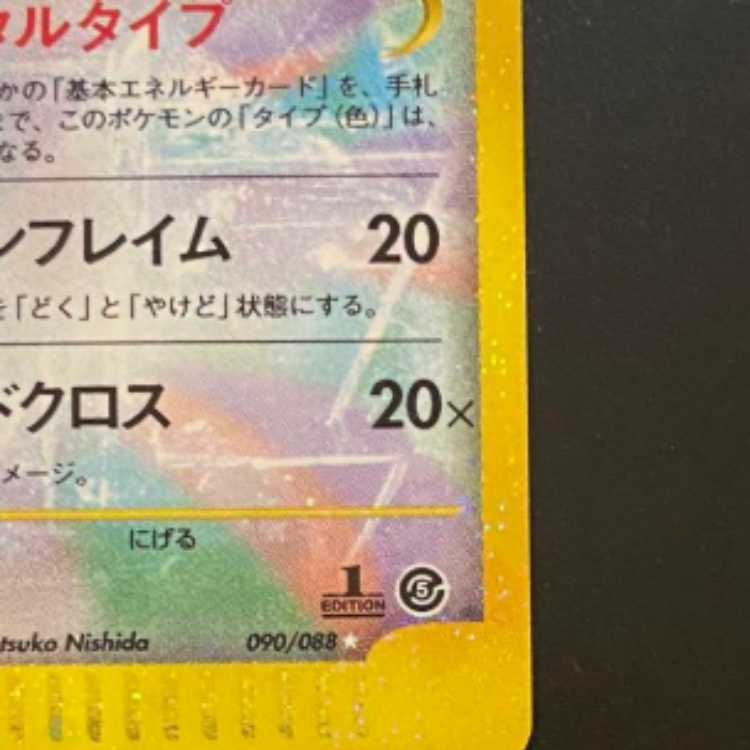 タルタイプ
かの「基本エネルギーカード」を、手札
で、このポケモンの「タイプ（色）」は、
なる。
ンフレイム 20
を「どく」と「やけど」状態にする。
ドクロス 20×
メージ。
にげる
1
EDITION
5
tsuko Nishida 090/088